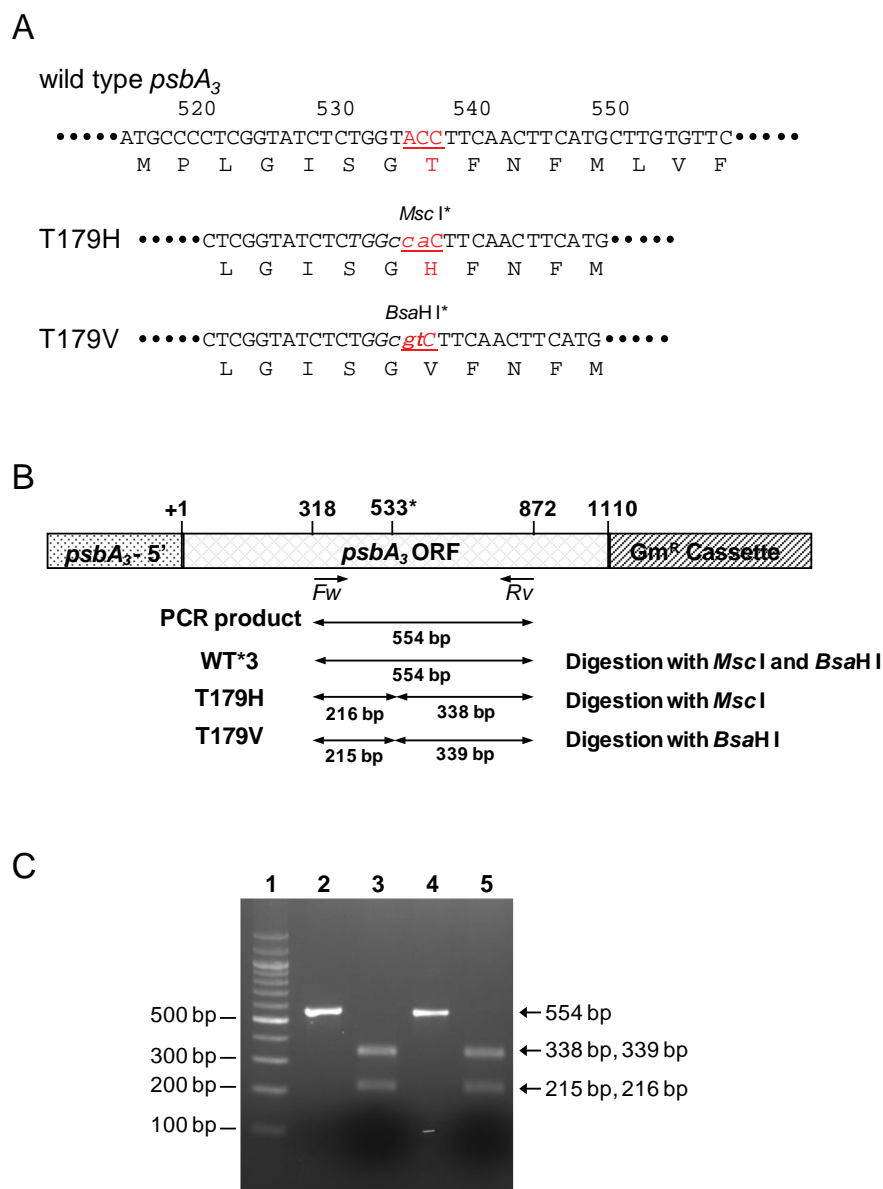 A
wild type psbA3
520 530 540 550
•••••ATGCCCCTCGGTATCTCTGGTACCTTCAACTTCATGCTTGTGTTC•••••
M P L G I S G T F N F M L V F
Msc I*
T179H •••••CTCGGTATCTCTGGccaCTTCAACTTCATG•••••
L G I S G H F N F M
BsaH I*
T179V •••••CTCGGTATCTCTGGcgtCTTCAACTTCATG•••••
L G I S G V F N F M
B
+1 318 533* 872 1110
psbA3- 5’ psbA3 ORF GmR Cassette
Fw Rv
PCR product
554 bp
WT*3 Digestion with Msc I and BsaH I
554 bp
T179H Digestion with Msc I
216 bp 338 bp
T179V Digestion with BsaH I
215 bp 339 bp
C
1 2 3 4 5
500 bp 554 bp
300 bp 338 bp, 339 bp
200 bp 215 bp, 216 bp
100 bp